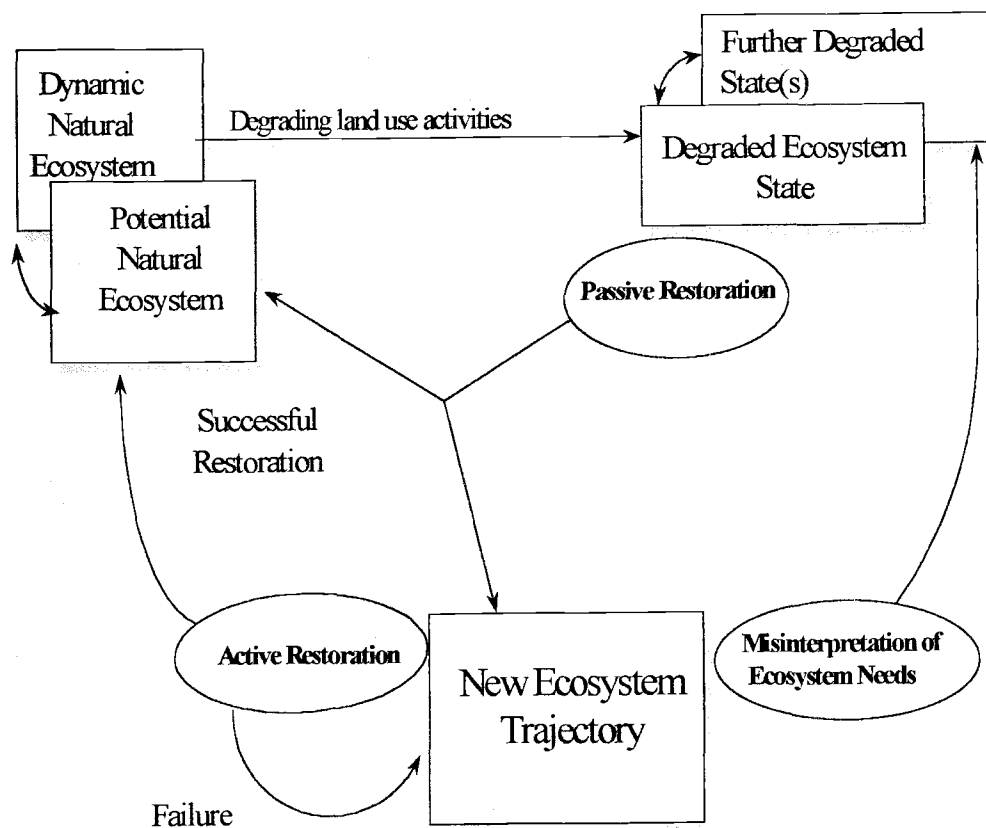 Dynamic
Natural
Ecosystem
Potential
Natural
Ecosystem
Degrading land use activities
Further Degraded
State(s)
Degraded Ecosystem
State
Passive Restoration
Successful
Restoration
Active Restoration
New Ecosystem
Trajectory
Misinterpretation of
Ecosystem Needs
Failure